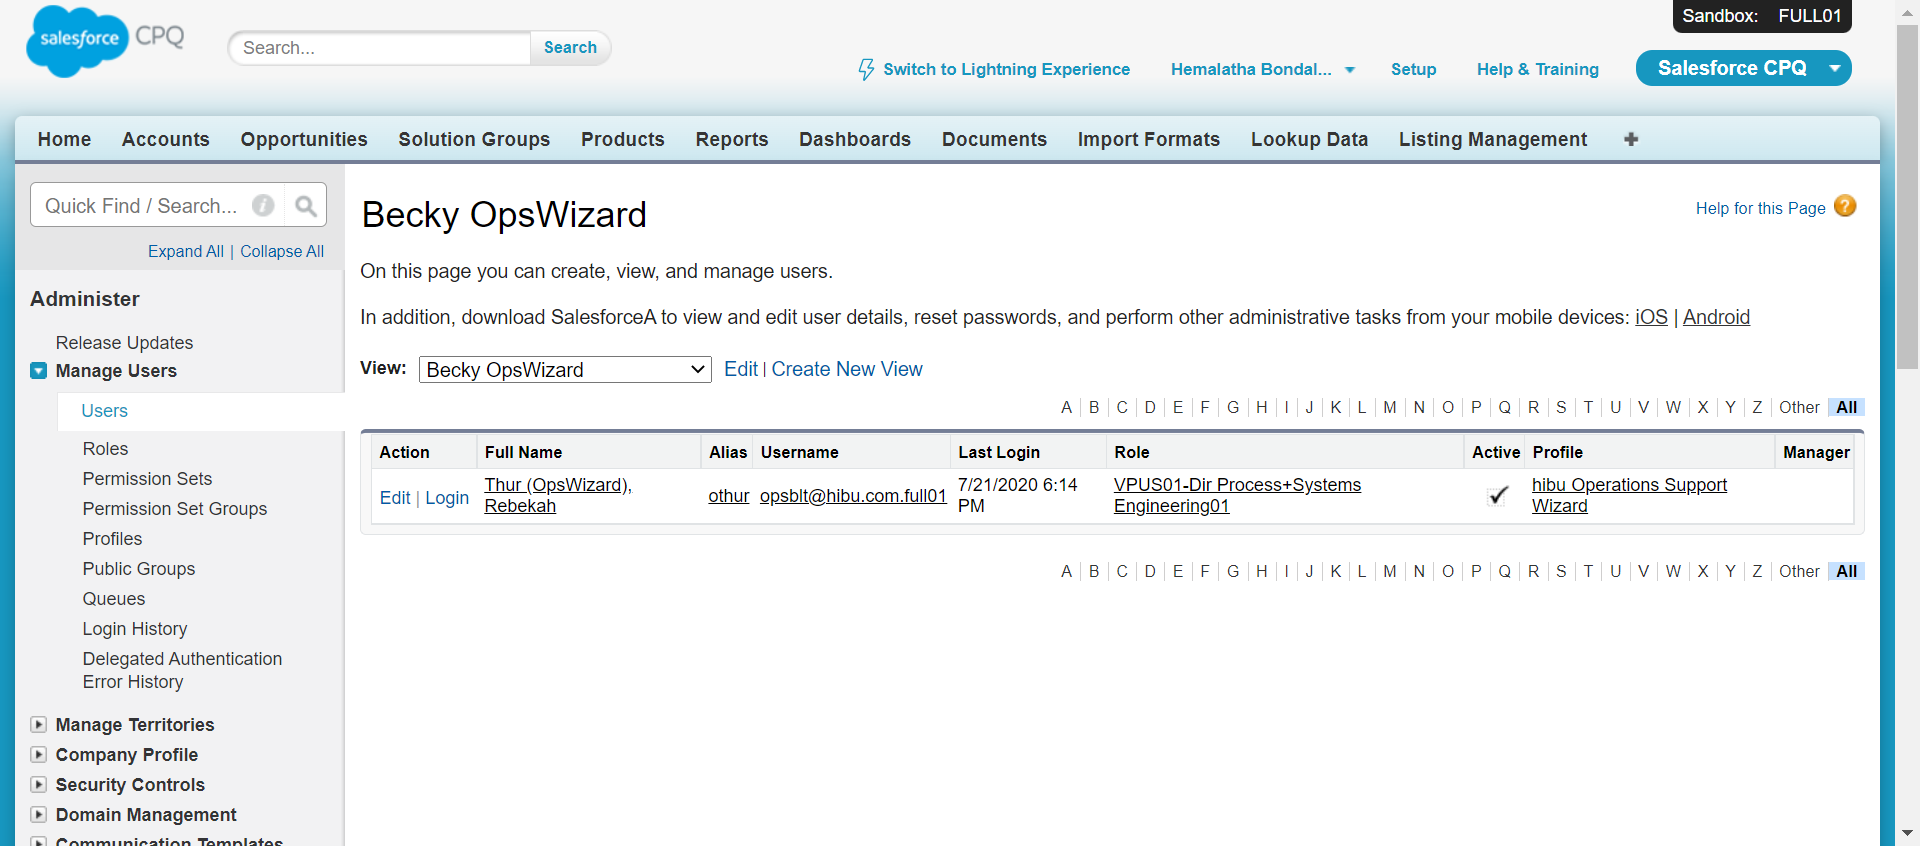 Sandbox: FULL01
salesforce CPQ
Search... Search
Switch to Lightning Experience Hemalatha Bondal... Setup Help & Training Salesforce CPQ
Home Accounts Opportunities Solution Groups Products Reports Dashboards Documents Import Formats Lookup Data Listing Management
Quick Find / Search...
Expand All | Collapse All
Administer
Release Updates
Manage Users
Users
Roles
Permission Sets
Permission Set Groups
Profiles
Public Groups
Queues
Login History
Delegated Authentication
Error History
Manage Territories
Company Profile
Security Controls
Domain Management
Communication Templates
Becky OpsWizard
Help for this Page
On this page you can create, view, and manage users.
In addition, download SalesforceA to view and edit user details, reset passwords, and perform other administrative tasks from your mobile devices: iOS | Android
View: Becky OpsWizard Edit | Create New View
A B C D E F G H I J K L M N O P Q R S T U V W X Y Z Other All
Action Full Name Alias Username Last Login Role Active Profile Manager
Edit | Login Thur (OpsWizard), othur opsblt@hibu.com.full01 7/21/2020 6:14 VPUS01-Dir Process+Systems hibu Operations Support
Rebekah PM Engineering01 Wizard
A B C D E F G H I J K L M N O P Q R S T U V W X Y Z Other All